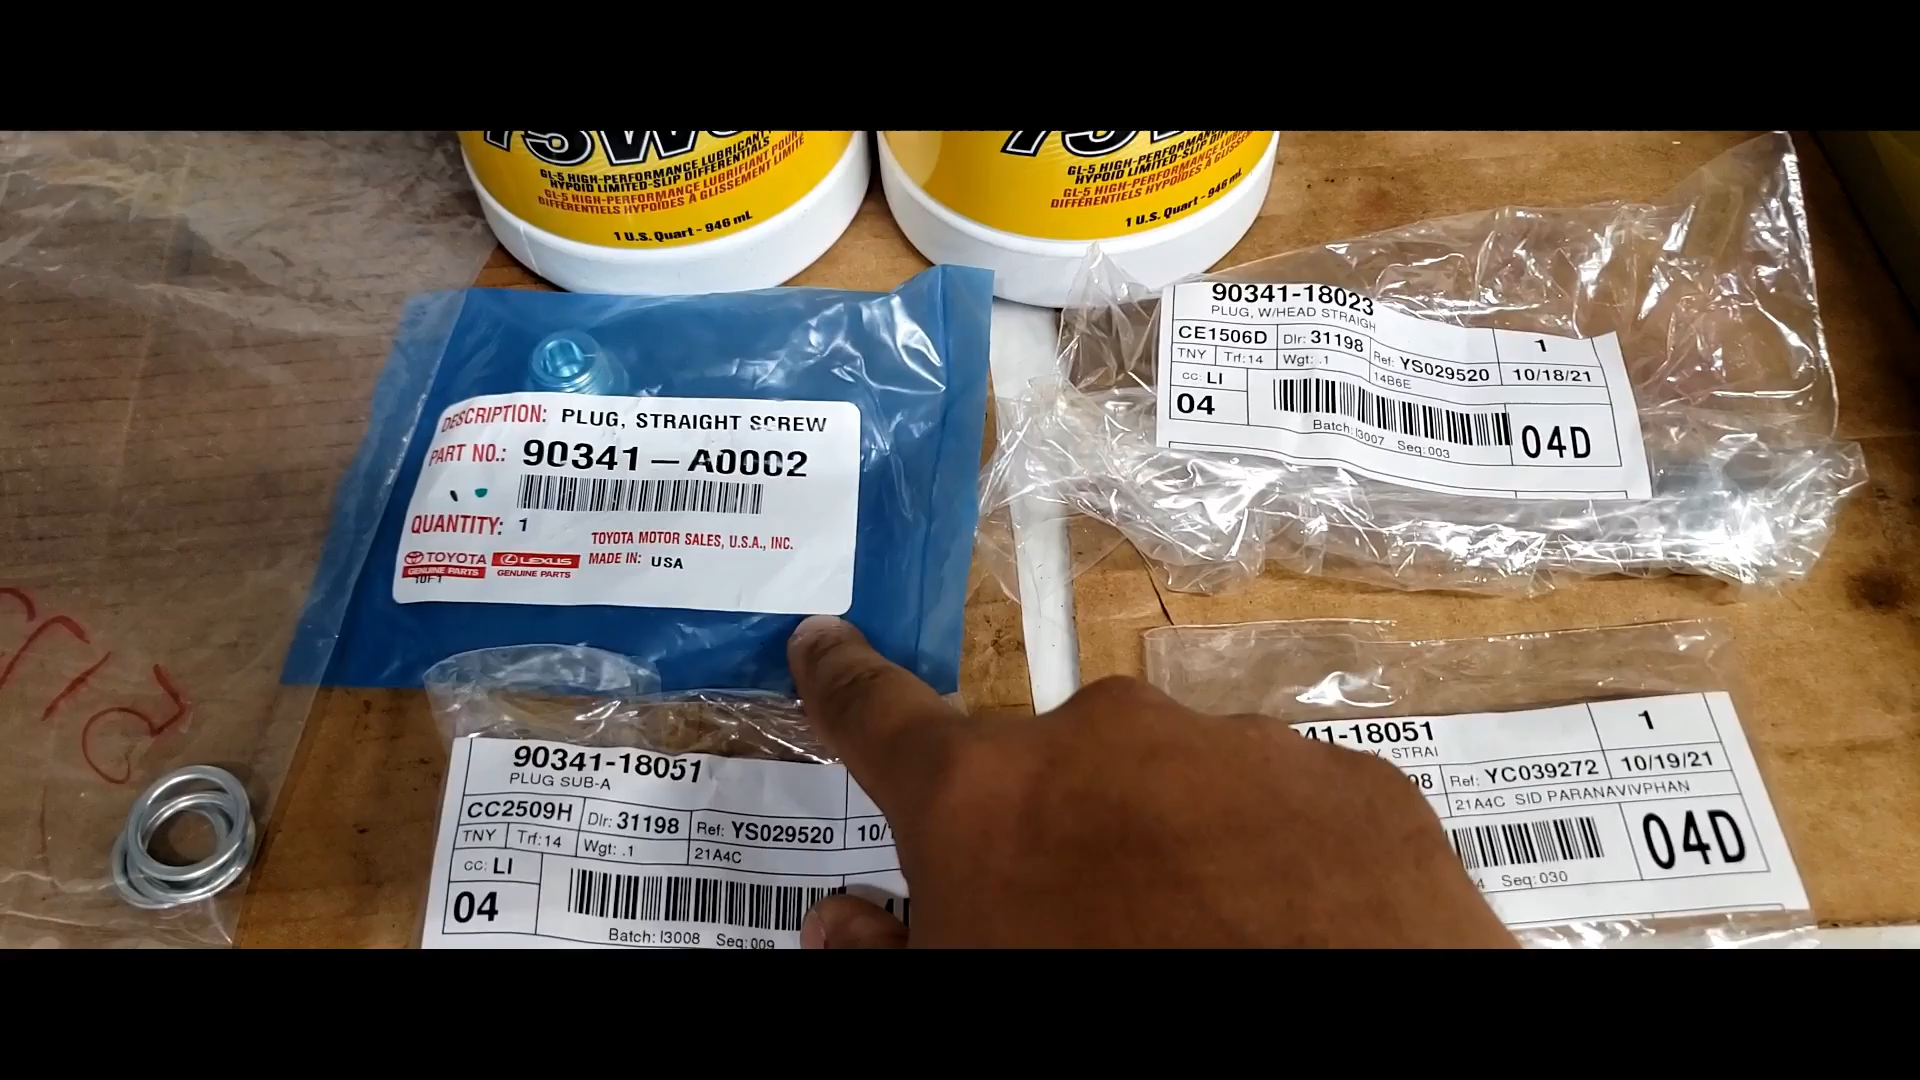 GL-5 HIGH-PERFORMANCE LUBRICANT
HYPOID LIMITED-SLIP DIFFERENTIALS
GL-5 HIGH-PERFORMANCE LUBRIFIANT POUR
DIFFÉRENTIELS HYPOÏDES À GLISSEMENT LIMITÉ
1 U.S. Quart - 946 mL
GL-5 HIGH-PERFORMANCE
HYPOID LIMITED-SLIP
GL-5 HIGH-PERFORMANCE
DIFFÉRENTIELS HYPOÏDES À
1 U.S. Quart - 946 mL
DESCRIPTION: PLUG, STRAIGHT SCREW
PART NO.: 90341-A0002
QUANTITY: 1
TOYOTA MOTOR SALES, U.S.A., INC.
TOYOTA
GENUINE PARTS
LEXUS
GENUINE PARTS
MADE IN: USA
1OF1
90341-18023
PLUG, W/HEAD STRAIGH
1
CE1506D Dlr: 31198 Ref: YS029520 10/18/21
TNY Trf:14 Wgt: .1 14B6E
CC: LI
04
Batch: I3007 Seq:003
04D
90341-18051
PLUG SUB-A
CC2509H Dlr: 31198 Ref: YS029520
TNY Trf:14 Wgt: .1 21A4C
CC: LI
04
Batch: I3008 Seq:009
41-18051
STRAI
1
98 Ref: YC039272 10/19/21
21A4C SID PARANAVIVPHAN
04D
4 Seq:030